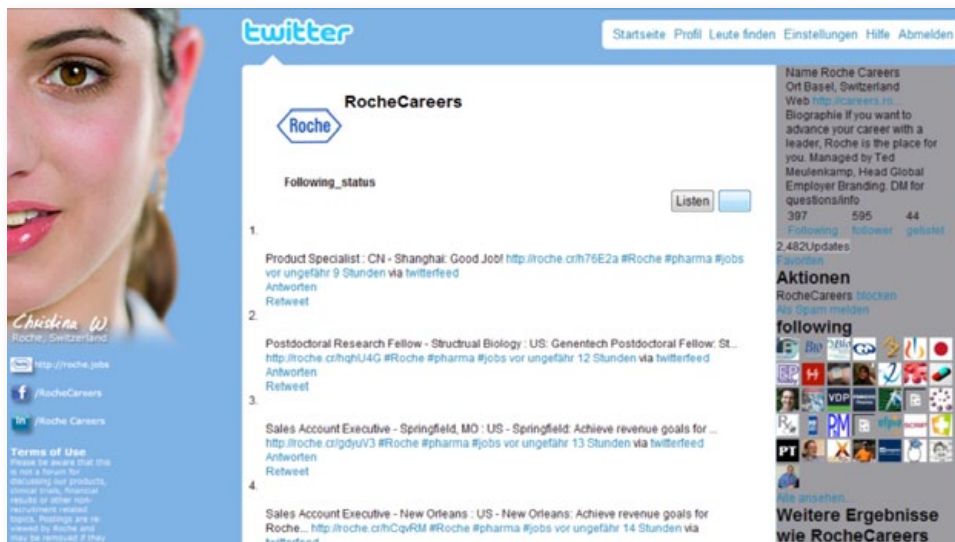 twitter
Startseite Profil Leute finden Einstellungen Hilfe Abmelden
Roche
RocheCareers
Following_status
Listen
1.
Product Specialist : CN - Shanghai: Good Job! http://roche.cr/h76E2a #Roche #pharma #jobs
vor ungefähr 9 Stunden via twitterfeed
Antworten
Retweet
2.
Postdoctoral Research Fellow - Structrual Biology : US: Genentech Postdoctoral Fellow: St...
http://roche.cr/hqhU4G #Roche #pharma #jobs vor ungefähr 12 Stunden via twitterfeed
Antworten
Retweet
3.
Sales Account Executive - Springfield, MO : US - Springfield: Achieve revenue goals for ...
http://roche.cr/gdyuV3 #Roche #pharma #jobs vor ungefähr 13 Stunden via twitterfeed
Antworten
Retweet
4.
Sales Account Executive - New Orleans : US - New Orleans: Achieve revenue goals for
Roche... http://roche.cr/hCqvRM #Roche #pharma #jobs vor ungefähr 14 Stunden via
twitterfeed
Christina W
Roche, Switzerland
http://roche.jobs
/RocheCareers
/Roche Careers
Terms of Use
Please be aware that this
is not a forum for
discussing our products,
clinical trials, financial
results or other non-
recruitment related
topics. Postings are re-
viewed by Roche and
may be removed if they
Name Roche Careers
Ort Basel, Switzerland
Web http://careers.ro...
Biographie If you want to
advance your career with a
leader, Roche is the place for
you. Managed by Ted
Meulenkamp, Head Global
Employer Branding. DM for
questions/info
397 595 44
Following follower gelistet
2,482Updates
Favoriten
Aktionen
RocheCareers blocken
Als Spam melden
following
EP
VDP
PM
efpia
SCRIPT
PT
Alle ansehen...
Weitere Ergebnisse
wie RocheCareers